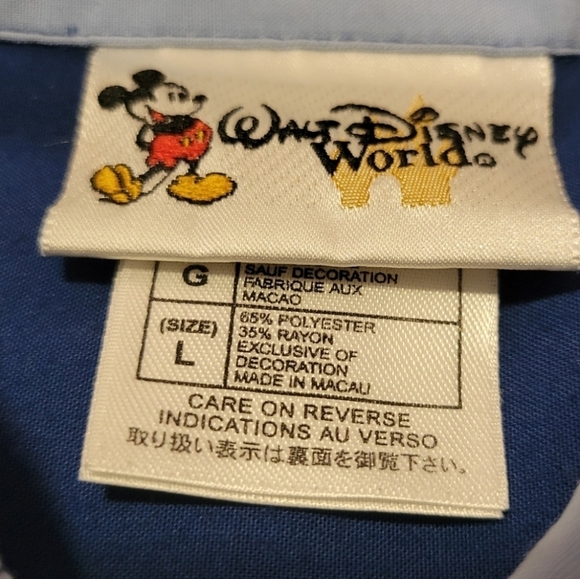 Walt Disney
World
G
SAUF DECORATION
FABRIQUE AUX
MACAO
(SIZE)
L
65% POLYESTER
35% RAYON
EXCLUSIVE OF
DECORATION
MADE IN MACAU
CARE ON REVERSE
INDICATIONS AU VERSO
取り扱い表示は裏面を御覧下さい。